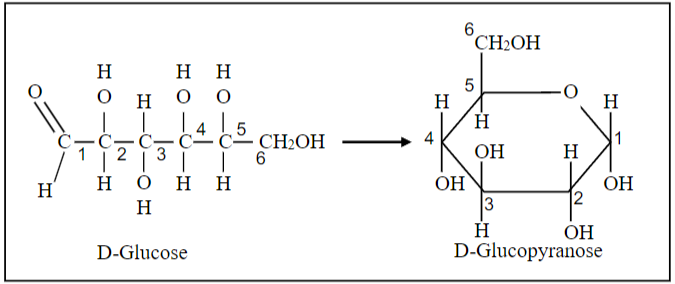 6
CH₂OH
H H H
O O H O O 5 O H H
C 1 C 2 C 3 C 4 C 5 CH₂OH 6 4 H 1
H H O H H OH H
H OH 3 2 OH
H OH
D-Glucose D-Glucopyranose